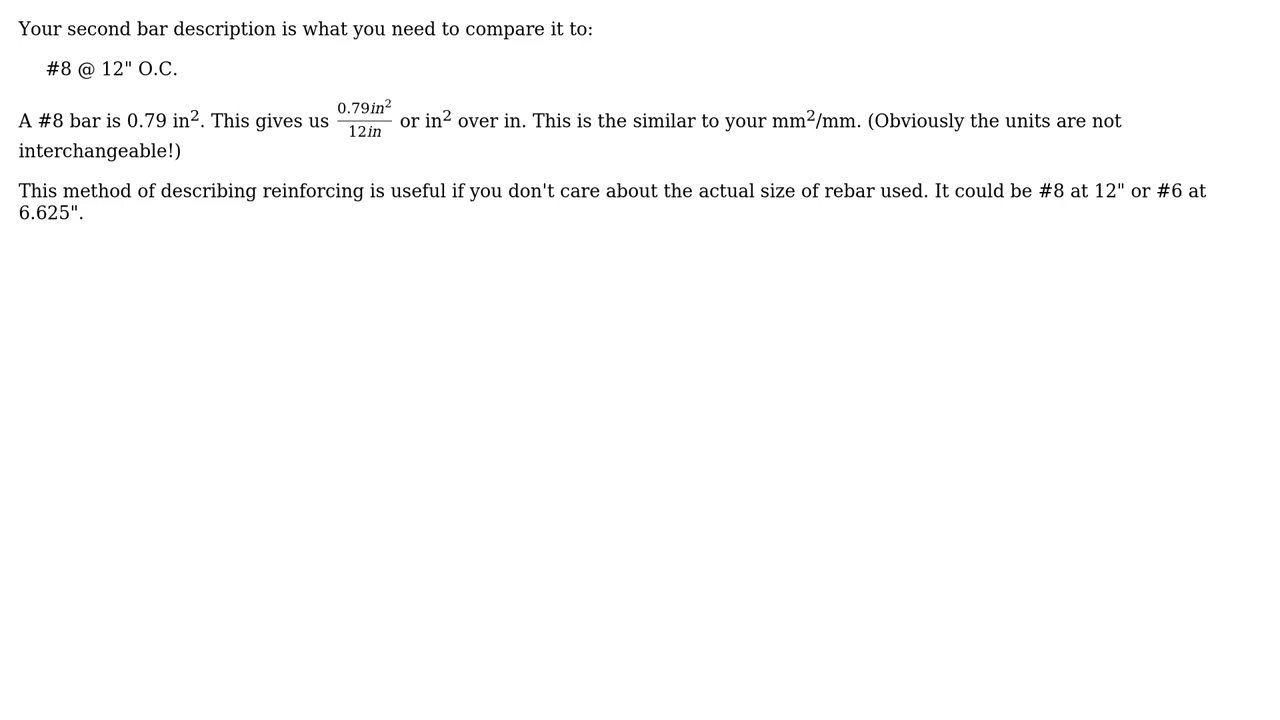 Your second bar description is what you need to compare it to:
#8 @ 12" O.C.
A #8 bar is 0.79 in². This gives us $\frac{0.79in^2}{12in}$ or in² over in. This is the similar to your mm²/mm. (Obviously the units are not
interchangeable!)
This method of describing reinforcing is useful if you don't care about the actual size of rebar used. It could be #8 at 12" or #6 at
6.625".